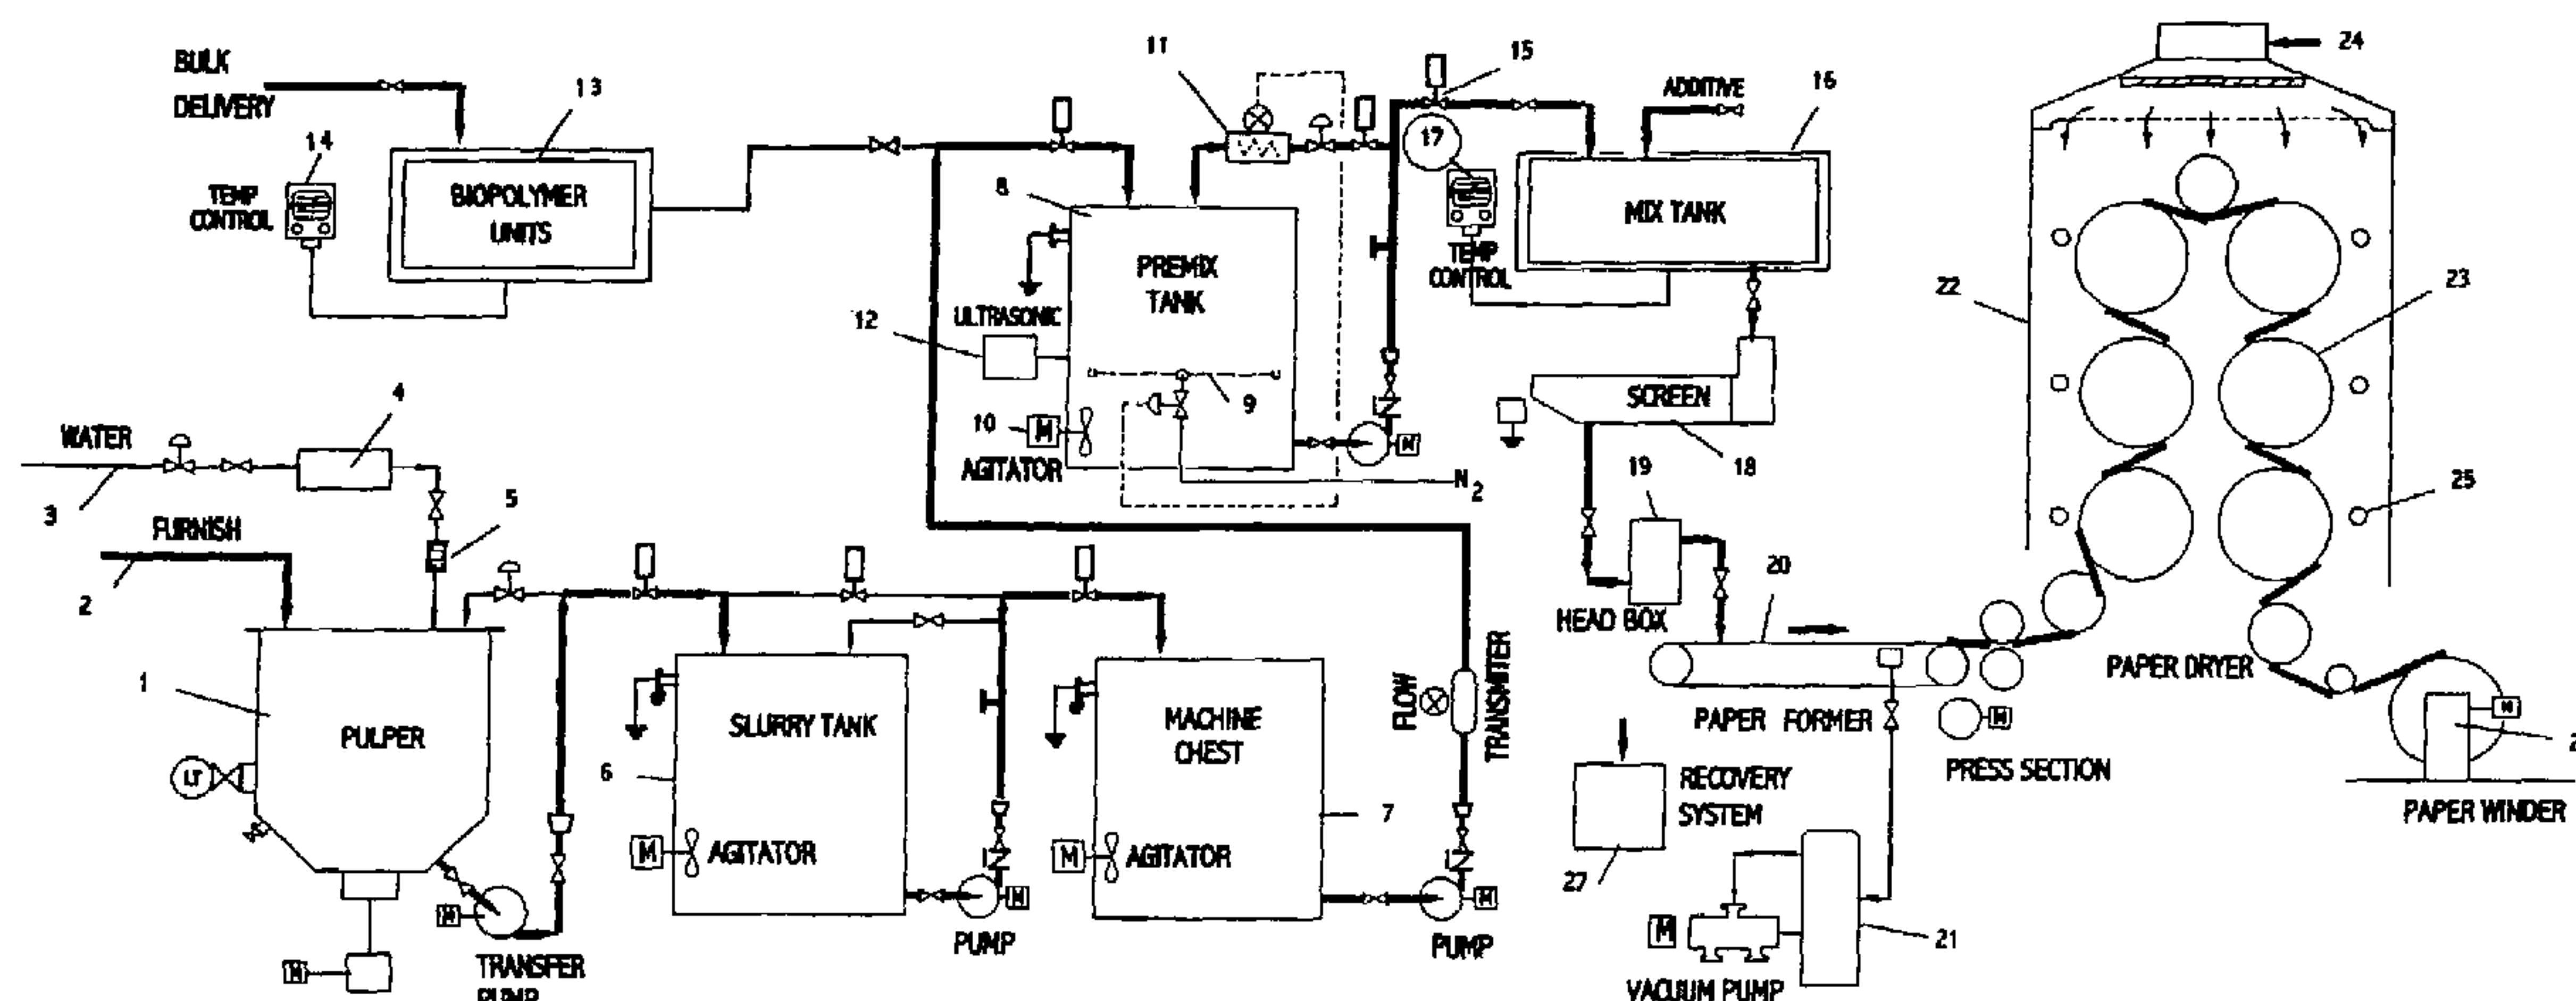 BULK
DELIVERY
13
14
TEMP
CONTROL
BIOPOLYMER
UNITS
11
15
17
ADDITIVE
16
24
8
PREMIX
TANK
MIX TANK
TEMP
CONTROL
12
ULTRASONIC
9
10
M
AGITATOR
M
N2
SCREEN
18
22
23
25
WATER
3
4
5
FURNISH
2
1
PULPER
LT
M
M
TRANSFER
PUMP
6
SLURRY TANK
M
AGITATOR
M
PUMP
MACHINE
CHEST
7
M
AGITATOR
M
PUMP
FLOW
TRANSMITER
19
HEAD BOX
20
PAPER FORMER
M
PRESS SECTION
RECOVERY
SYSTEM
27
M
VACUUM PUMP
21
PAPER DRYER
M
PAPER WINDER